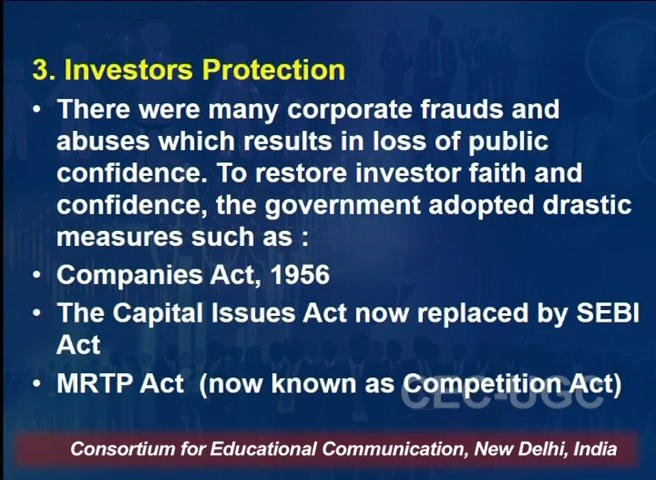 3. Investors Protection
• There were many corporate frauds and
abuses which results in loss of public
confidence. To restore investor faith and
confidence, the government adopted drastic
measures such as :
• Companies Act, 1956
• The Capital Issues Act now replaced by SEBI
Act
• MRTP Act (now known as Competition Act)
CEC-UGC
Consortium for Educational Communication, New Delhi, India